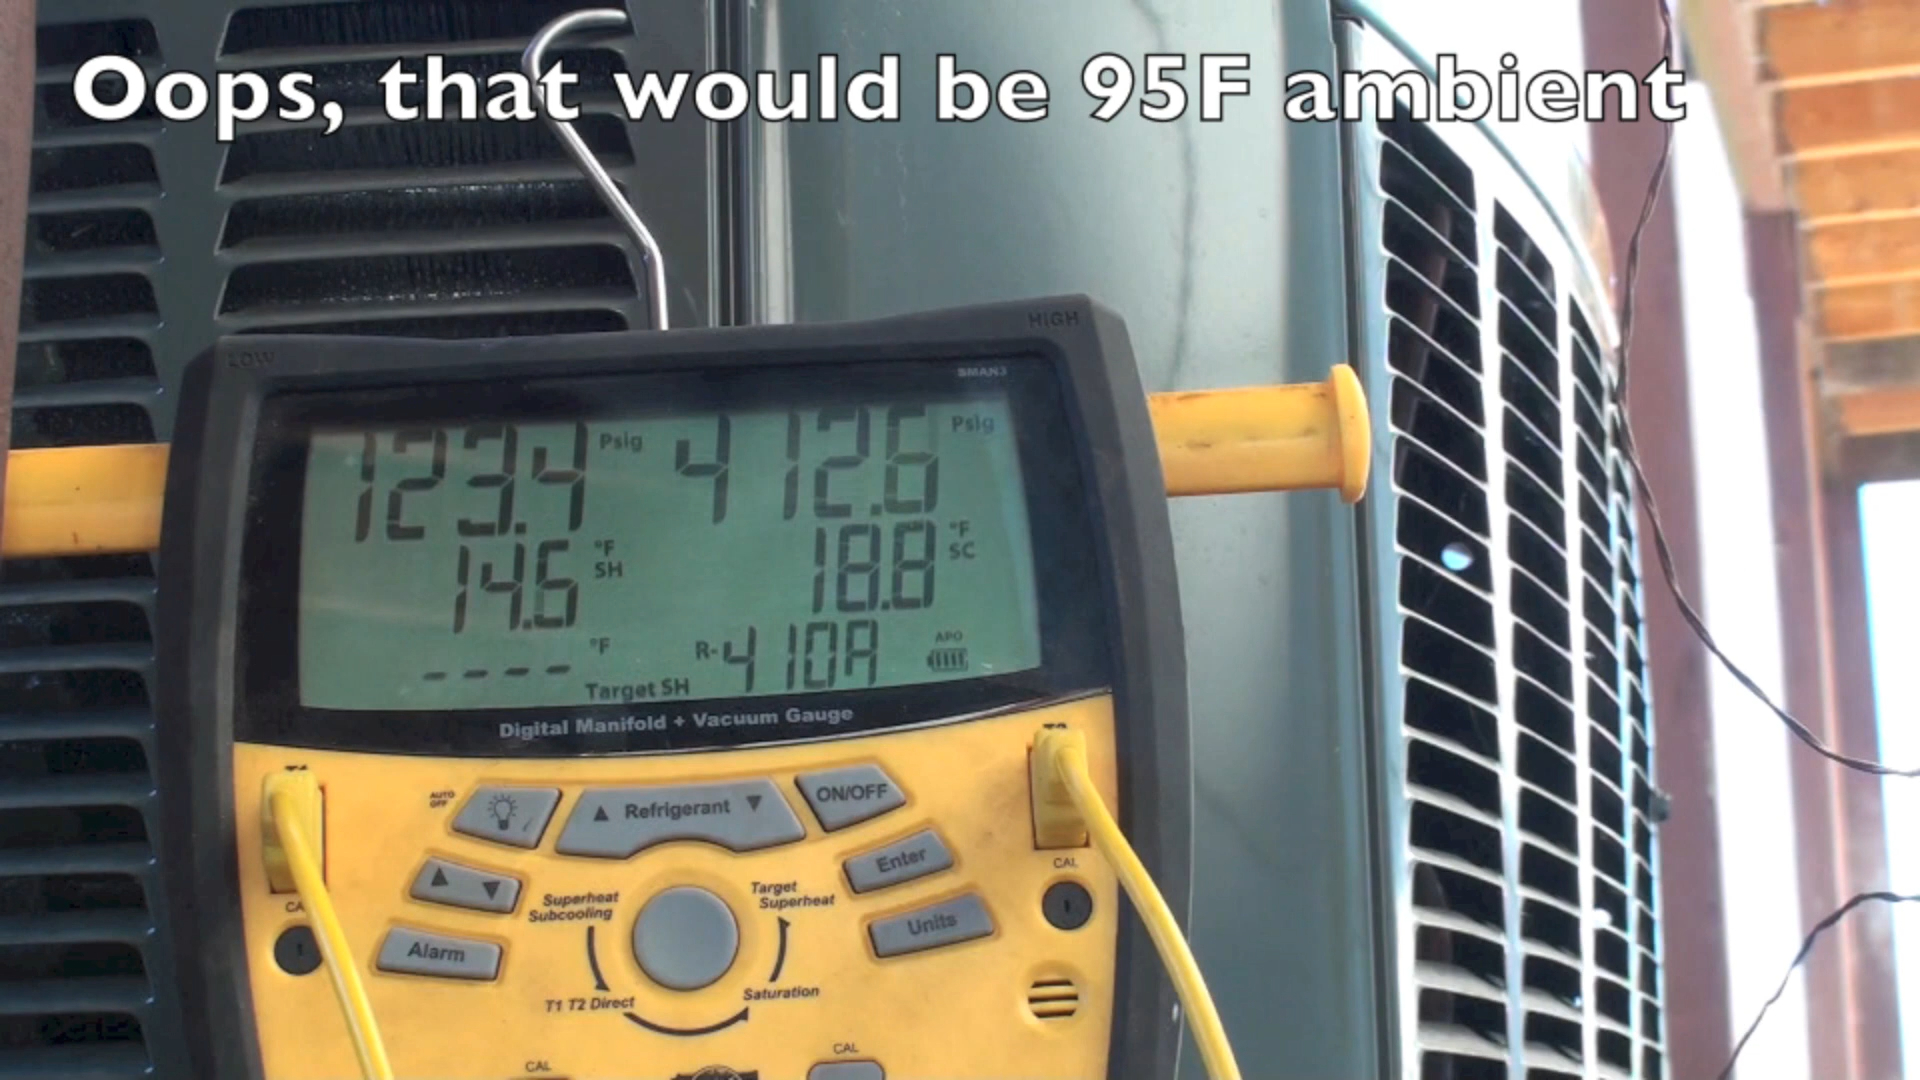 Oops, that would be 95F ambient
LOW
HIGH
SMAN3
123.4 Psig 412.6 Psig
14.6 °F SH 18.8 °F SC
---- °F Target SH R-410A APO
Digital Manifold + Vacuum Gauge
T1
AUTO OFF
▲ Refrigerant ▼
ON/OFF
▲ ▼
Enter
Superheat Subcooling
Target Superheat
CAL
Units
Alarm
T1 T2 Direct
Saturation
CAL
CAL